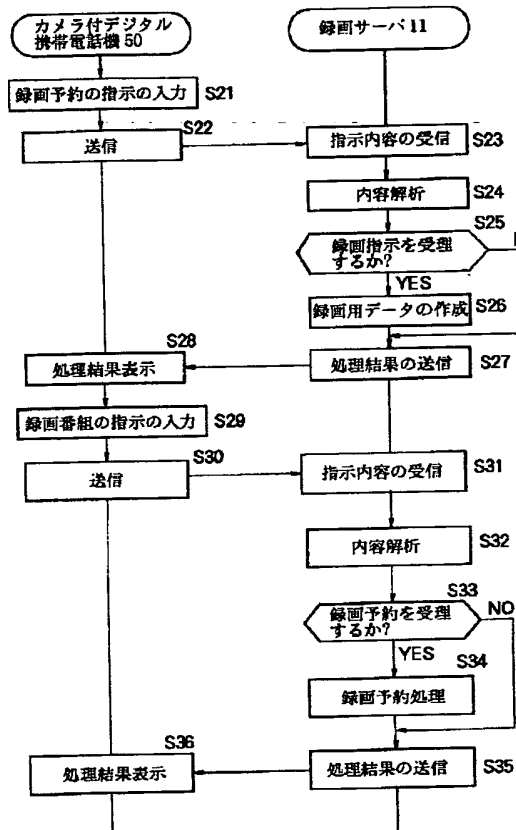 カメラ付デジタル
携帯電話機 50
録画サーバ 11
録画予約の指示の入力
S21
送信
S22
指示内容の受信
S23
内容解析
S24
録画指示を受理
するか?
S25
YES
録画用データの作成
S26
処理結果の送信
S27
処理結果表示
S28
録画番組の指示の入力
S29
送信
S30
指示内容の受信
S31
内容解析
S32
録画予約を受理
するか?
S33
NO
YES
録画予約処理
S34
処理結果の送信
S35
処理結果表示
S36